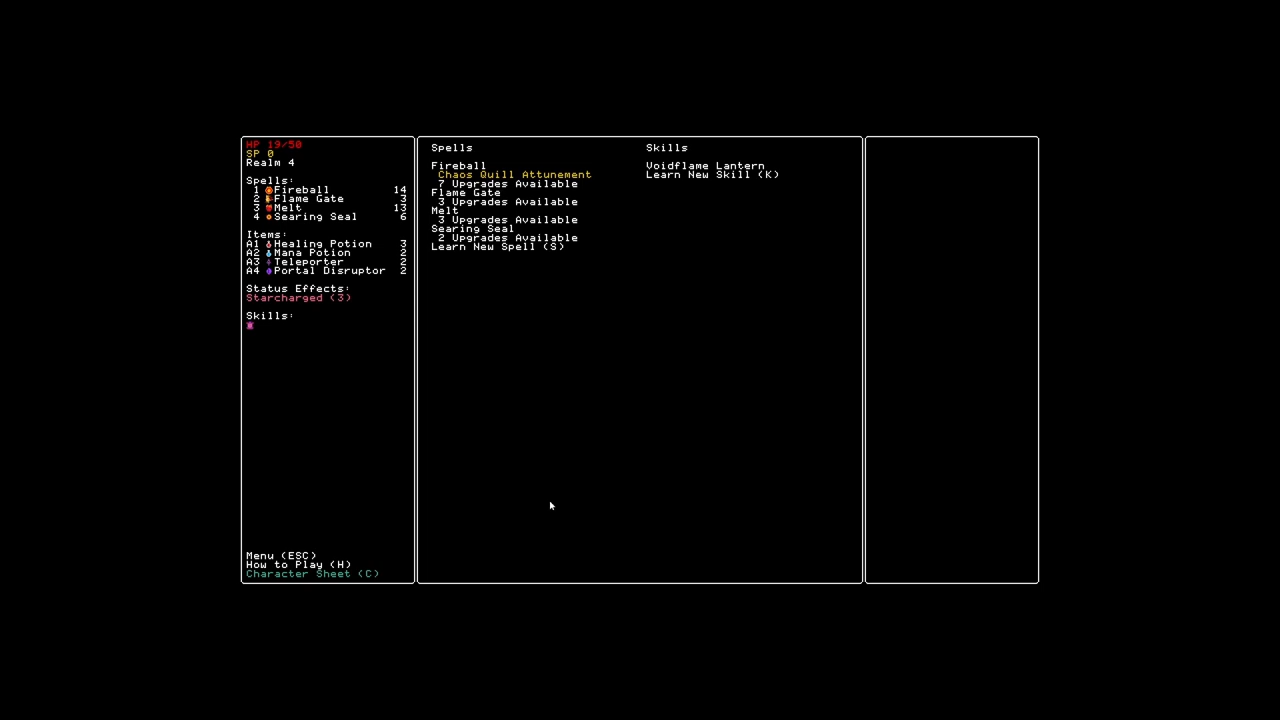 HP 19/50
SP 0
Realm 4
Spells:
1 Fireball 14
2 Flame Gate 3
3 Melt 13
4 Searing Seal 6
Items:
A1 Healing Potion 3
A2 Mana Potion 2
A3 Teleporter 2
A4 Portal Disruptor 2
Status Effects:
Starcharged (3)
Skills:
Menu (ESC)
How to Play (H)
Character Sheet (C)
Spells
Fireball
Chaos Quill Attunement
7 Upgrades Available
Flame Gate
3 Upgrades Available
Melt
3 Upgrades Available
Searing Seal
2 Upgrades Available
Learn New Spell (S)
Skills
Voidflame Lantern
Learn New Skill (K)